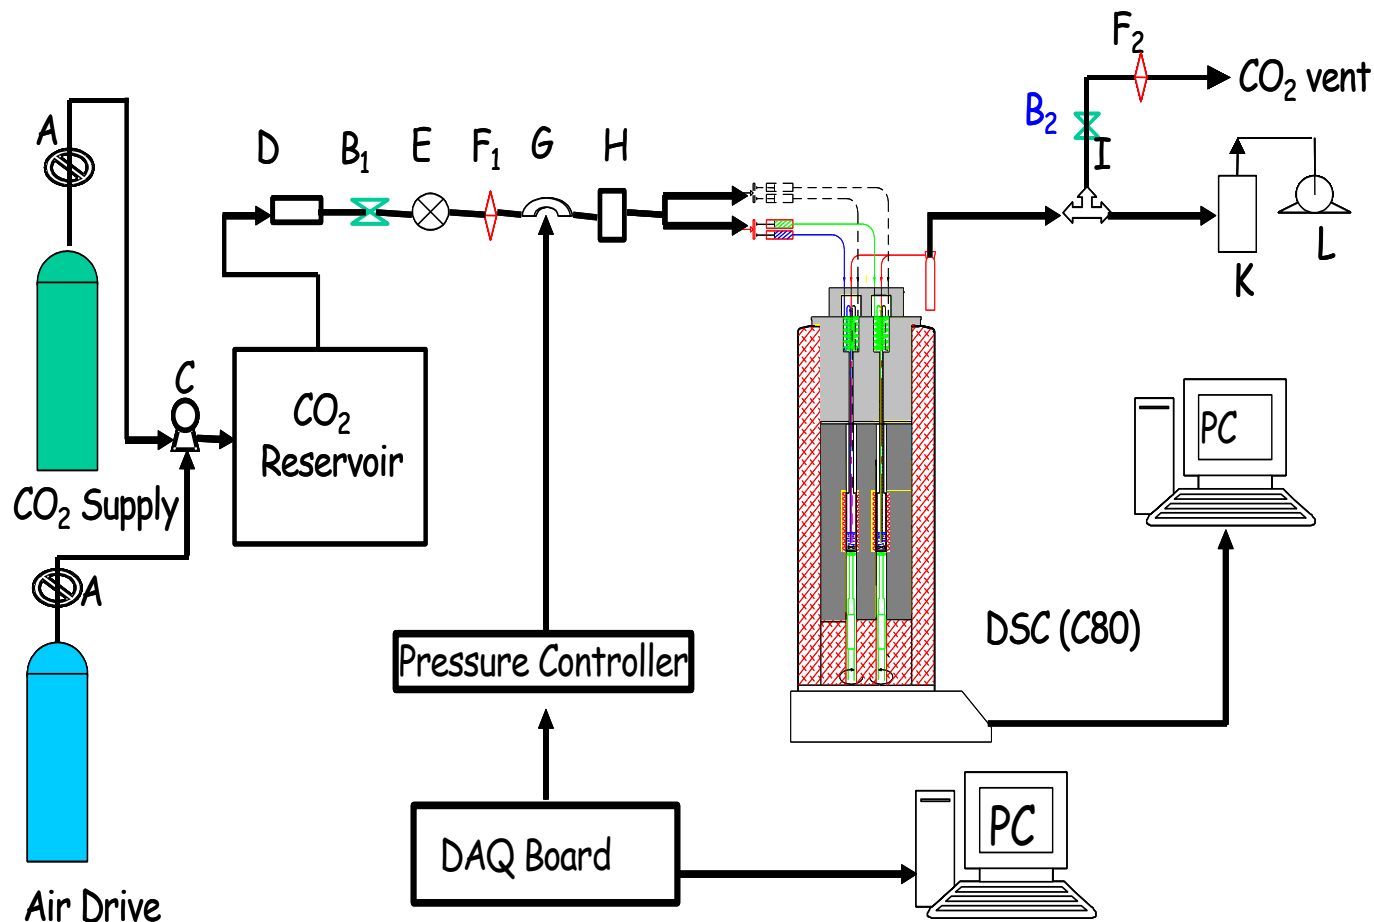 F₂
CO₂ vent
B₂
A
D
B₁
E
F₁
G
H
I
K
L
C
CO₂
Reservoir
PC
CO₂ Supply
A
DSC (C80)
Pressure Controller
DAQ Board
PC
Air Drive